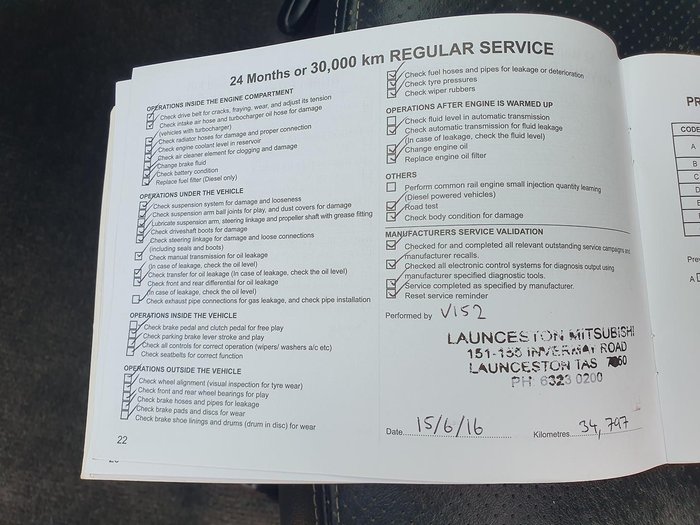 24 Months or 30,000 km REGULAR SERVICE
OPERATIONS INSIDE THE ENGINE COMPARTMENT
Check drive belt for cracks, fraying, wear, and adjust its tension
Check intake air hose and turbocharger oil hose for damage
(vehicles with turbocharger)
Check radiator hoses for damage and proper connection
Check engine coolant level in reservoir
Check air cleaner element for clogging and damage
Change brake fluid
Check battery condition
Replace fuel filter (Diesel only)
OPERATIONS UNDER THE VEHICLE
Check suspension system for damage and looseness
Check suspension arm ball joints for play, and dust covers for damage
Lubricate suspension arm, steering linkage and propeller shaft with grease fitting
Check driveshaft boots for damage
Check steering linkage for damage and loose connections
(including seals and boots)
Check manual transmission for oil leakage
(In case of leakage, check the oil level)
Check transfer for oil leakage (In case of leakage, check the oil level)
Check front and rear differential for oil leakage
(In case of leakage, check the oil level)
Check exhaust pipe connections for gas leakage, and check pipe installation
OPERATIONS INSIDE THE VEHICLE
Check brake pedal and clutch pedal for free play
Check parking brake lever stroke and play
Check all controls for correct operation (wipers/ washers a/c etc)
Check seatbelts for correct function
OPERATIONS OUTSIDE THE VEHICLE
Check wheel alignment (visual inspection for tyre wear)
Check front and rear wheel bearings for play
Check brake hoses and pipes for leakage
Check brake pads and discs for wear
Check brake shoe linings and drums (drum in disc) for wear
22
Check fuel hoses and pipes for leakage or deterioration
Check tyre pressures
Check wiper rubbers
OPERATIONS AFTER ENGINE IS WARMED UP
Check fluid level in automatic transmission
Check automatic transmission for fluid leakage
(In case of leakage, check the fluid level)
Change engine oil
Replace engine oil filter
OTHERS
Perform common rail engine small injection quantity learning
(Diesel powered vehicles)
Road test
Check body condition for damage
MANUFACTURERS SERVICE VALIDATION
Checked for and completed all relevant outstanding service campaigns and
manufacturer recalls.
Checked all electronic control systems for diagnosis output using
manufacturer specified diagnostic tools.
Service completed as specified by manufacturer.
Reset service reminder
Performed by V152
LAUNCESTON MITSUBISHI
INVERMAY ROAD
LAUNCESTON TAS
PH: 6323 0200
Date 15/6/16 Kilometres 34,797
PR
CODE
A
B
C
D
E
Prev
A